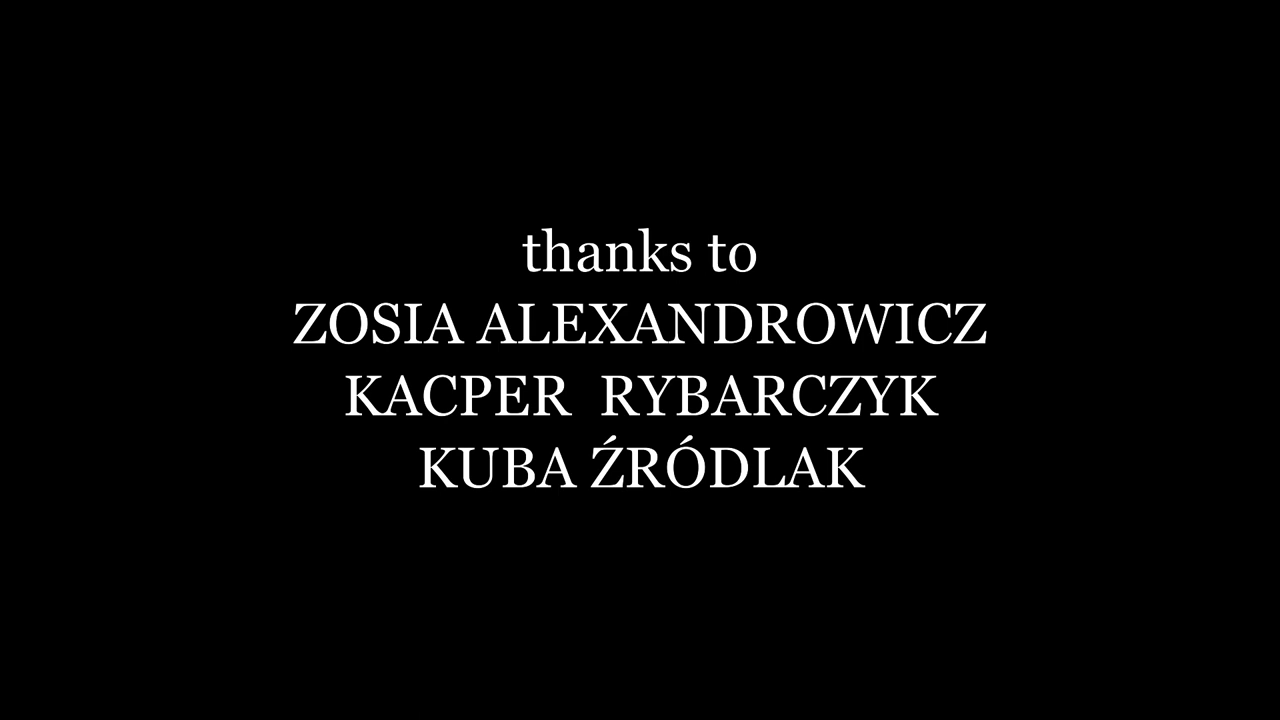 thanks to
ZOSIA ALEXANDROWICZ
KACPER  RYBARCZYK
KUBA ŹRÓDLAK